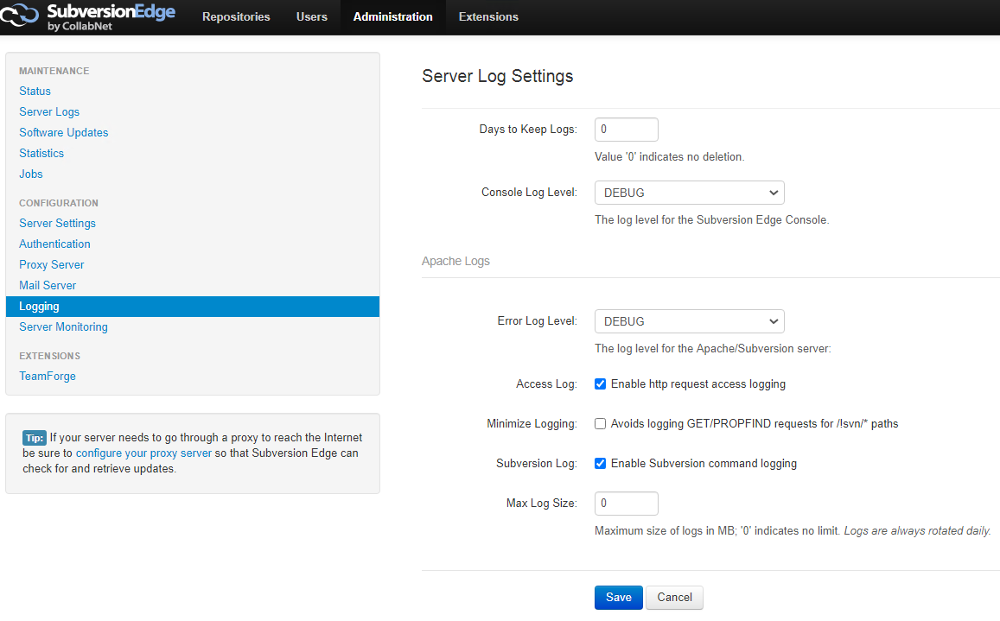 SubversionEdge
by CollabNet
Repositories Users Administration Extensions
MAINTENANCE
Status
Server Logs
Software Updates
Statistics
Jobs
CONFIGURATION
Server Settings
Authentication
Proxy Server
Mail Server
Logging
Server Monitoring
EXTENSIONS
TeamForge
Tip: If your server needs to go through a proxy to reach the Internet
be sure to configure your proxy server so that Subversion Edge can
check for and retrieve updates.
Server Log Settings
Days to Keep Logs: 0
Value '0' indicates no deletion.
Console Log Level: DEBUG
The log level for the Subversion Edge Console.
Apache Logs
Error Log Level: DEBUG
The log level for the Apache/Subversion server:
Access Log: Enable http request access logging
Minimize Logging: Avoids logging GET/PROPFIND requests for /!svn/* paths
Subversion Log: Enable Subversion command logging
Max Log Size: 0
Maximum size of logs in MB; '0' indicates no limit. Logs are always rotated daily.
Save Cancel